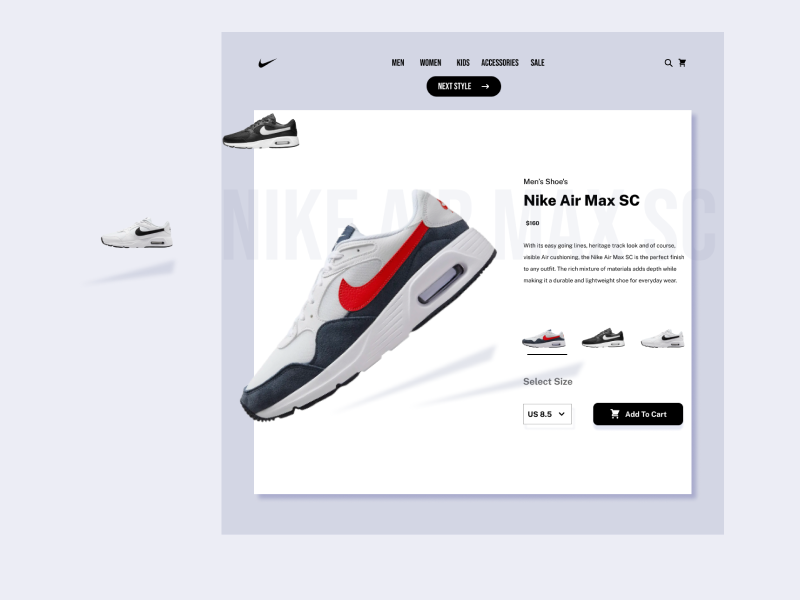 MEN WOMEN KIDS ACCESSORIES SALE
NEXT STYLE
NIKE AIR MAX SC
Men's Shoe's
Nike Air Max SC
$160
With its easy going lines, heritage track look and of course,
visible Air cushioning, the Nike Air Max SC is the perfect finish
to any outfit. The rich mixture of materials adds depth while
making it a durable and lightweight shoe for everyday wear.
Select Size
US 8.5
Add To Cart